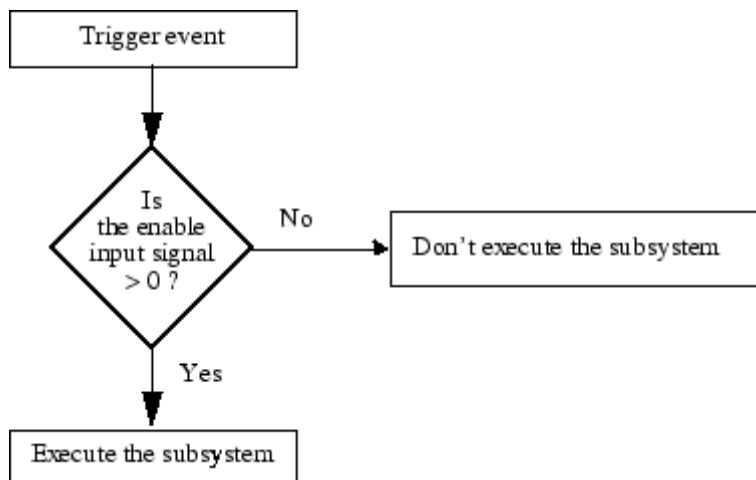 Trigger event
Is
the enable
input signal
> 0 ?
No
Don't execute the subsystem
Yes
Execute the subsystem